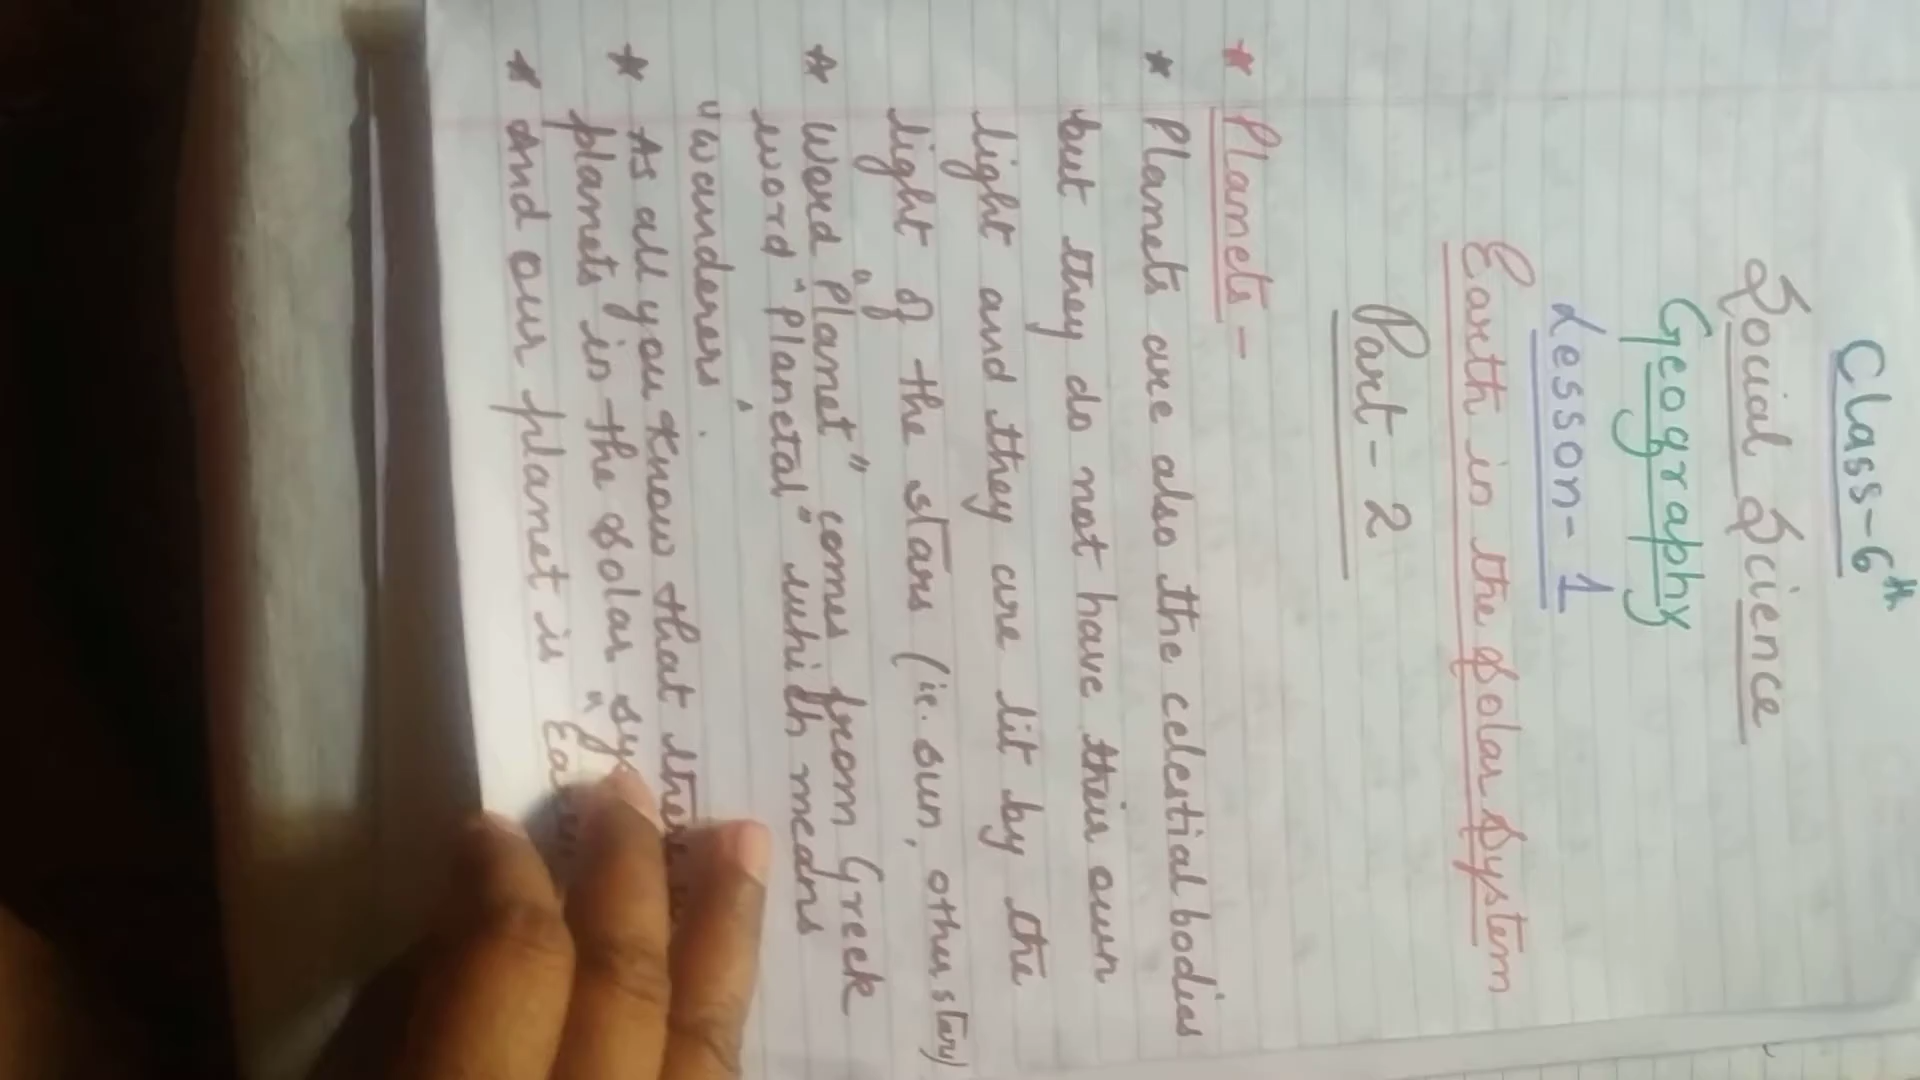 Class-6th
Social Science
Geography
Lesson-1
Earth in the Solar System
Part-2
* Planets-
* Planets are also the celestial bodies
but they do not have their own
light and they are lit by the
light of the stars (ie. sun, other stars)
* Word "Planet" comes from Greek
word "Planetai" which means
"wanderers".
* As all you know that
planets in the solar
* And our planet is